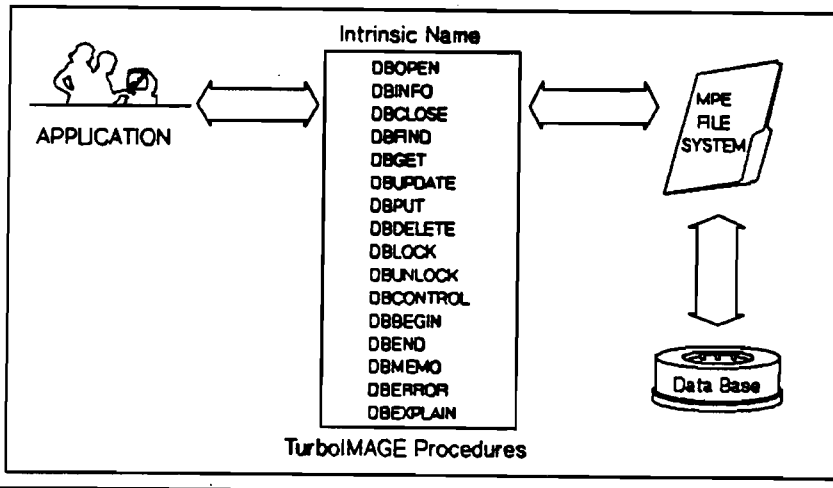 Intrinsic Name
APPLICATION
DBOPEN
DBINFO
DBCLOSE
DBFIND
DBGET
DBUPDATE
DBPUT
DBDELETE
DBLOCK
DBUNLOCK
DBCONTROL
DBBEGIN
DBEND
DBMEMO
DBERROR
DBEXPLAIN
TurboIMAGE Procedures
MPE
FILE
SYSTEM
Data Base